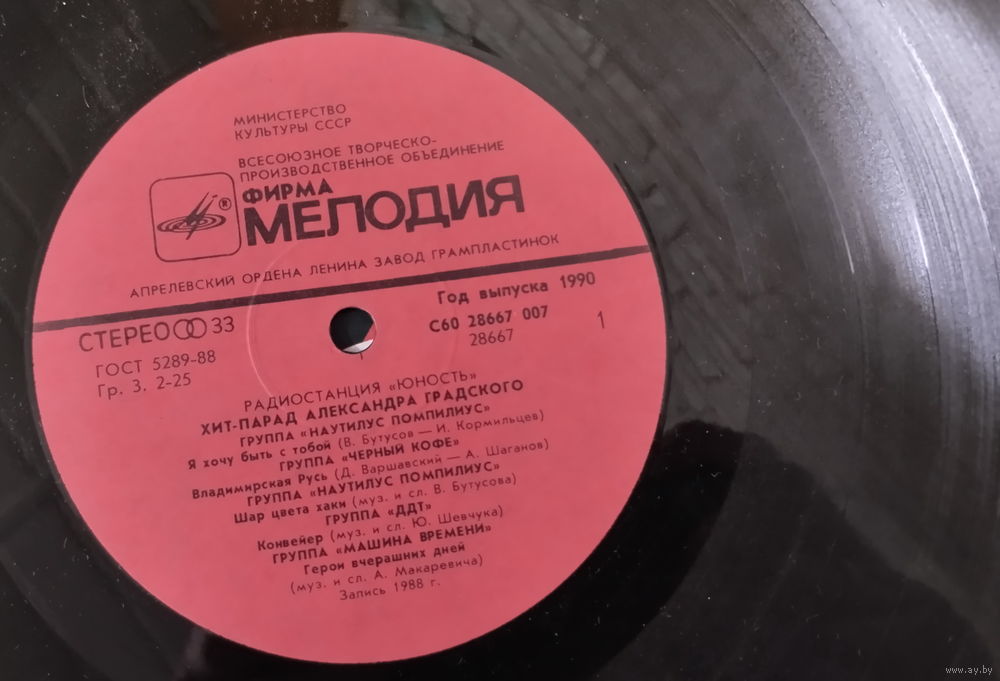 МИНИСТЕРСТВО
КУЛЬТУРЫ СССР
ВСЕСОЮЗНОЕ ТВОРЧЕСКО-
ПРОИЗВОДСТВЕННОЕ ОБЪЕДИНЕНИЕ
ФИРМА
МЕЛОДИЯ
®
АПРЕЛЕВСКИЙ ОРДЕНА ЛЕНИНА ЗАВОД ГРАМПЛАСТИНОК
СТЕРЕО 33
ГОСТ 5289-88
Гр. 3. 2-25
Год выпуска 1990
С60 28667 007
28667
1
РАДИОСТАНЦИЯ «ЮНОСТЬ»
ХИТ-ПАРАД АЛЕКСАНДРА ГРАДСКОГО
ГРУППА «НАУТИЛУС ПОМПИЛИУС»
Я хочу быть с тобой (В. Бутусов — И. Кормильцев)
ГРУППА «ЧЕРНЫЙ КОФЕ»
Владимирская Русь (Д. Варшавский — А. Шаганов)
ГРУППА «НАУТИЛУС ПОМПИЛИУС»
Шар цвета хаки (муз. и сл. В. Бутусова)
ГРУППА «ДДТ»
Конвейер (муз. и сл. Ю. Шевчука)
ГРУППА «МАШИНА ВРЕМЕНИ»
Герои вчерашних дней
(муз. и сл. А. Макаревича)
Запись 1988 г.
www.ay.by